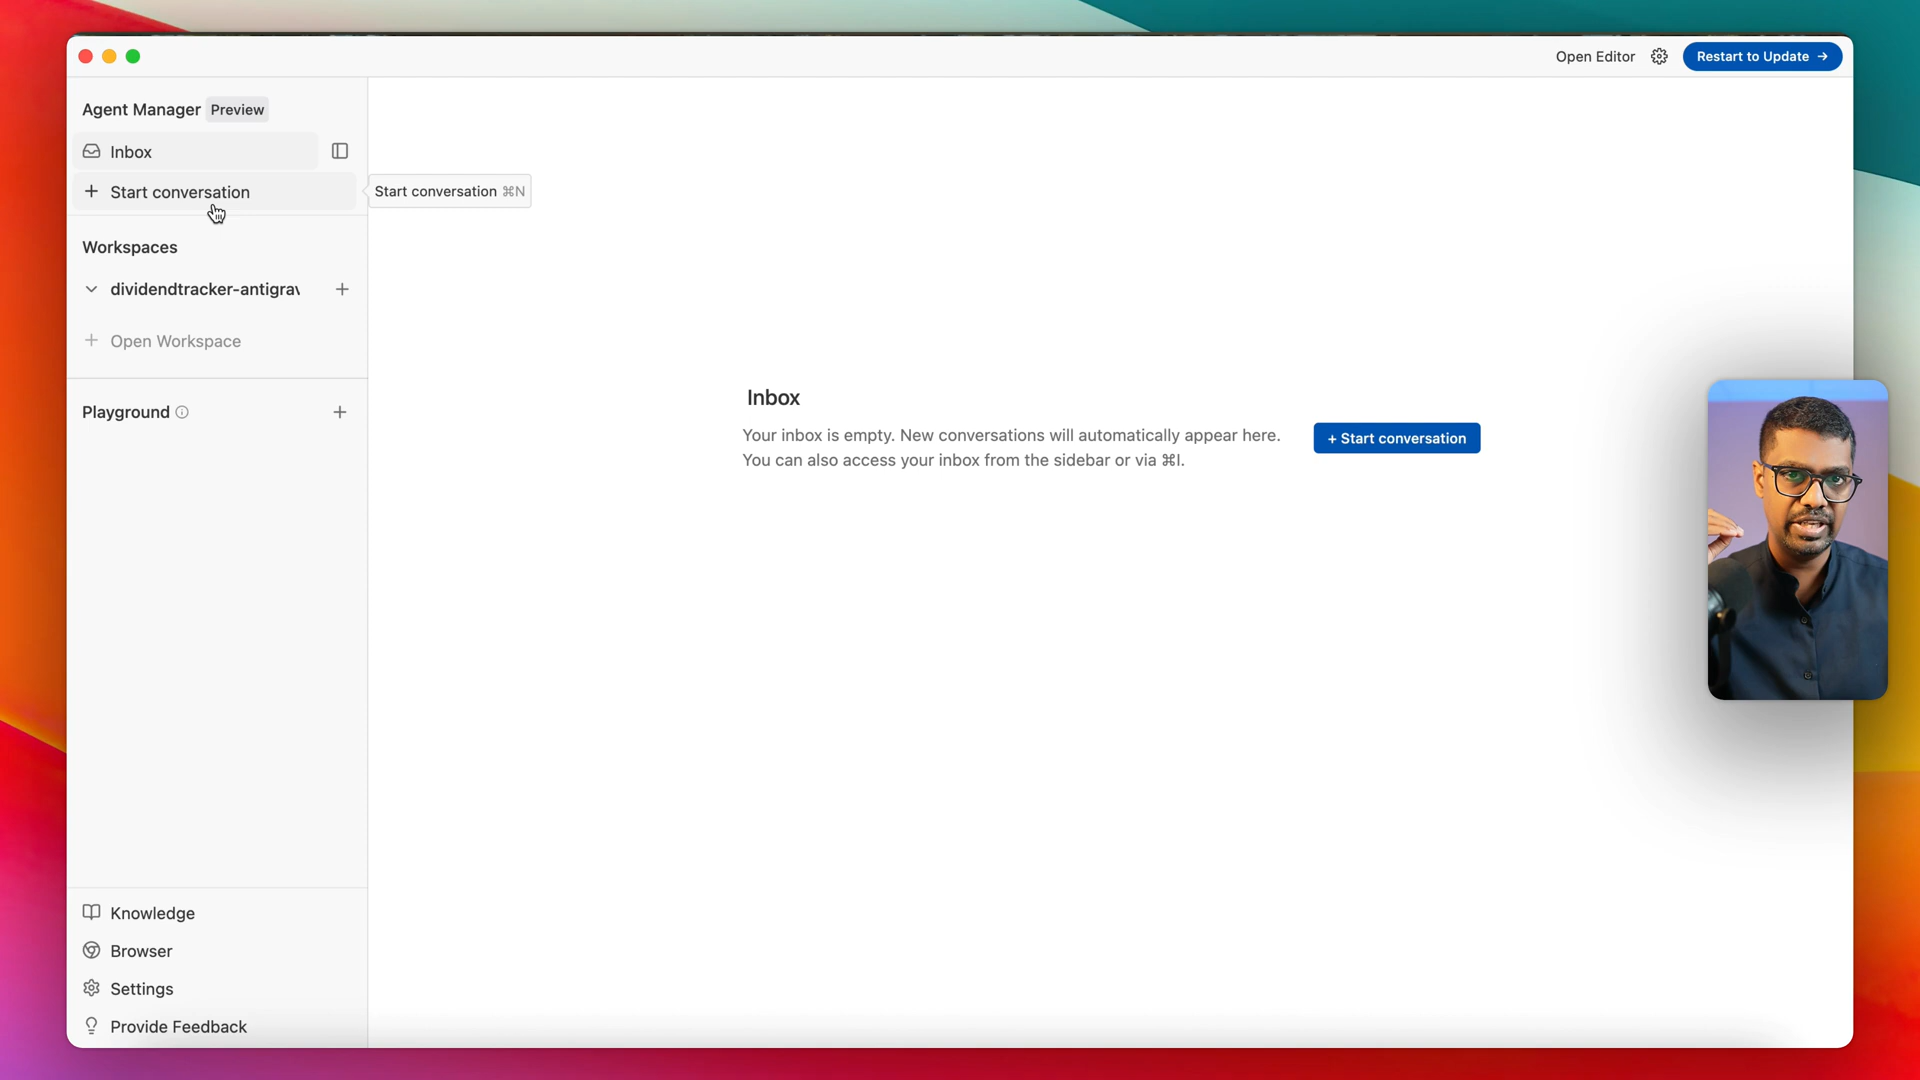 Open Editor
Restart to Update →
Agent Manager Preview
Inbox
+ Start conversation
Start conversation ⌘N
Workspaces
dividendtracker-antigrav
+ Open Workspace
Playground
Inbox
Your inbox is empty. New conversations will automatically appear here.
You can also access your inbox from the sidebar or via ⌘I.
+ Start conversation
Knowledge
Browser
Settings
Provide Feedback